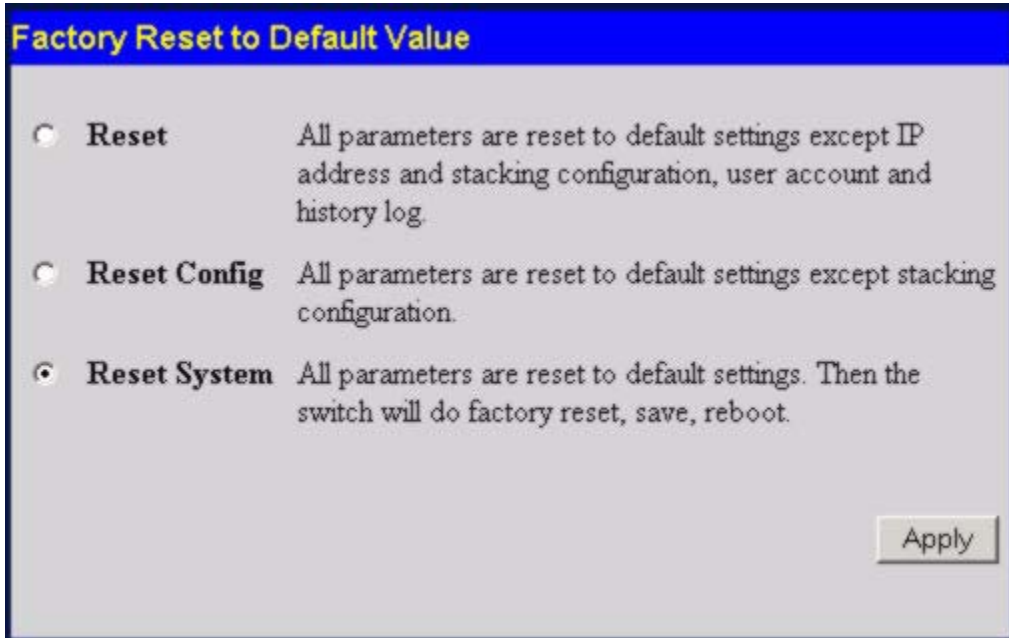 Factory Reset to Default Value
Reset All parameters are reset to default settings except IP
address and stacking configuration, user account and
history log.
Reset Config All parameters are reset to default settings except stacking
configuration.
Reset System All parameters are reset to default settings. Then the
switch will do factory reset, save, reboot.
Apply